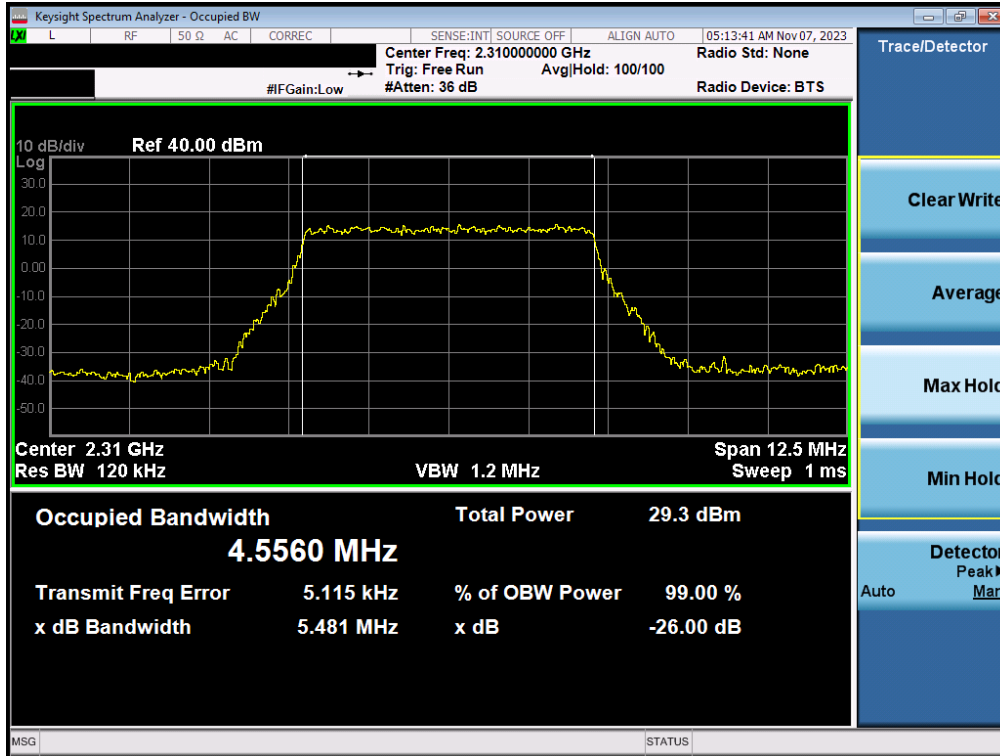 Keysight Spectrum Analyzer - Occupied BW
LXI L RF 50 Ω AC CORREC SENSE:INT SOURCE OFF ALIGN AUTO 05:13:41 AM Nov 07, 2023
Center Freq: 2.310000000 GHz Radio Std: None
Trig: Free Run Avg|Hold: 100/100
#IFGain:Low #Atten: 36 dB Radio Device: BTS
10 dB/div Ref 40.00 dBm
Log
30.0
20.0
10.0
0.00
-10.0
-20.0
-30.0
-40.0
-50.0
Center 2.31 GHz Span 12.5 MHz
Res BW 120 kHz VBW 1.2 MHz Sweep 1 ms
Occupied Bandwidth Total Power 29.3 dBm
4.5560 MHz
Transmit Freq Error 5.115 kHz % of OBW Power 99.00 %
x dB Bandwidth 5.481 MHz x dB -26.00 dB
MSG STATUS
Trace/Detector
Clear Write
Average
Max Hold
Min Hold
Detector
Peak
Auto Man